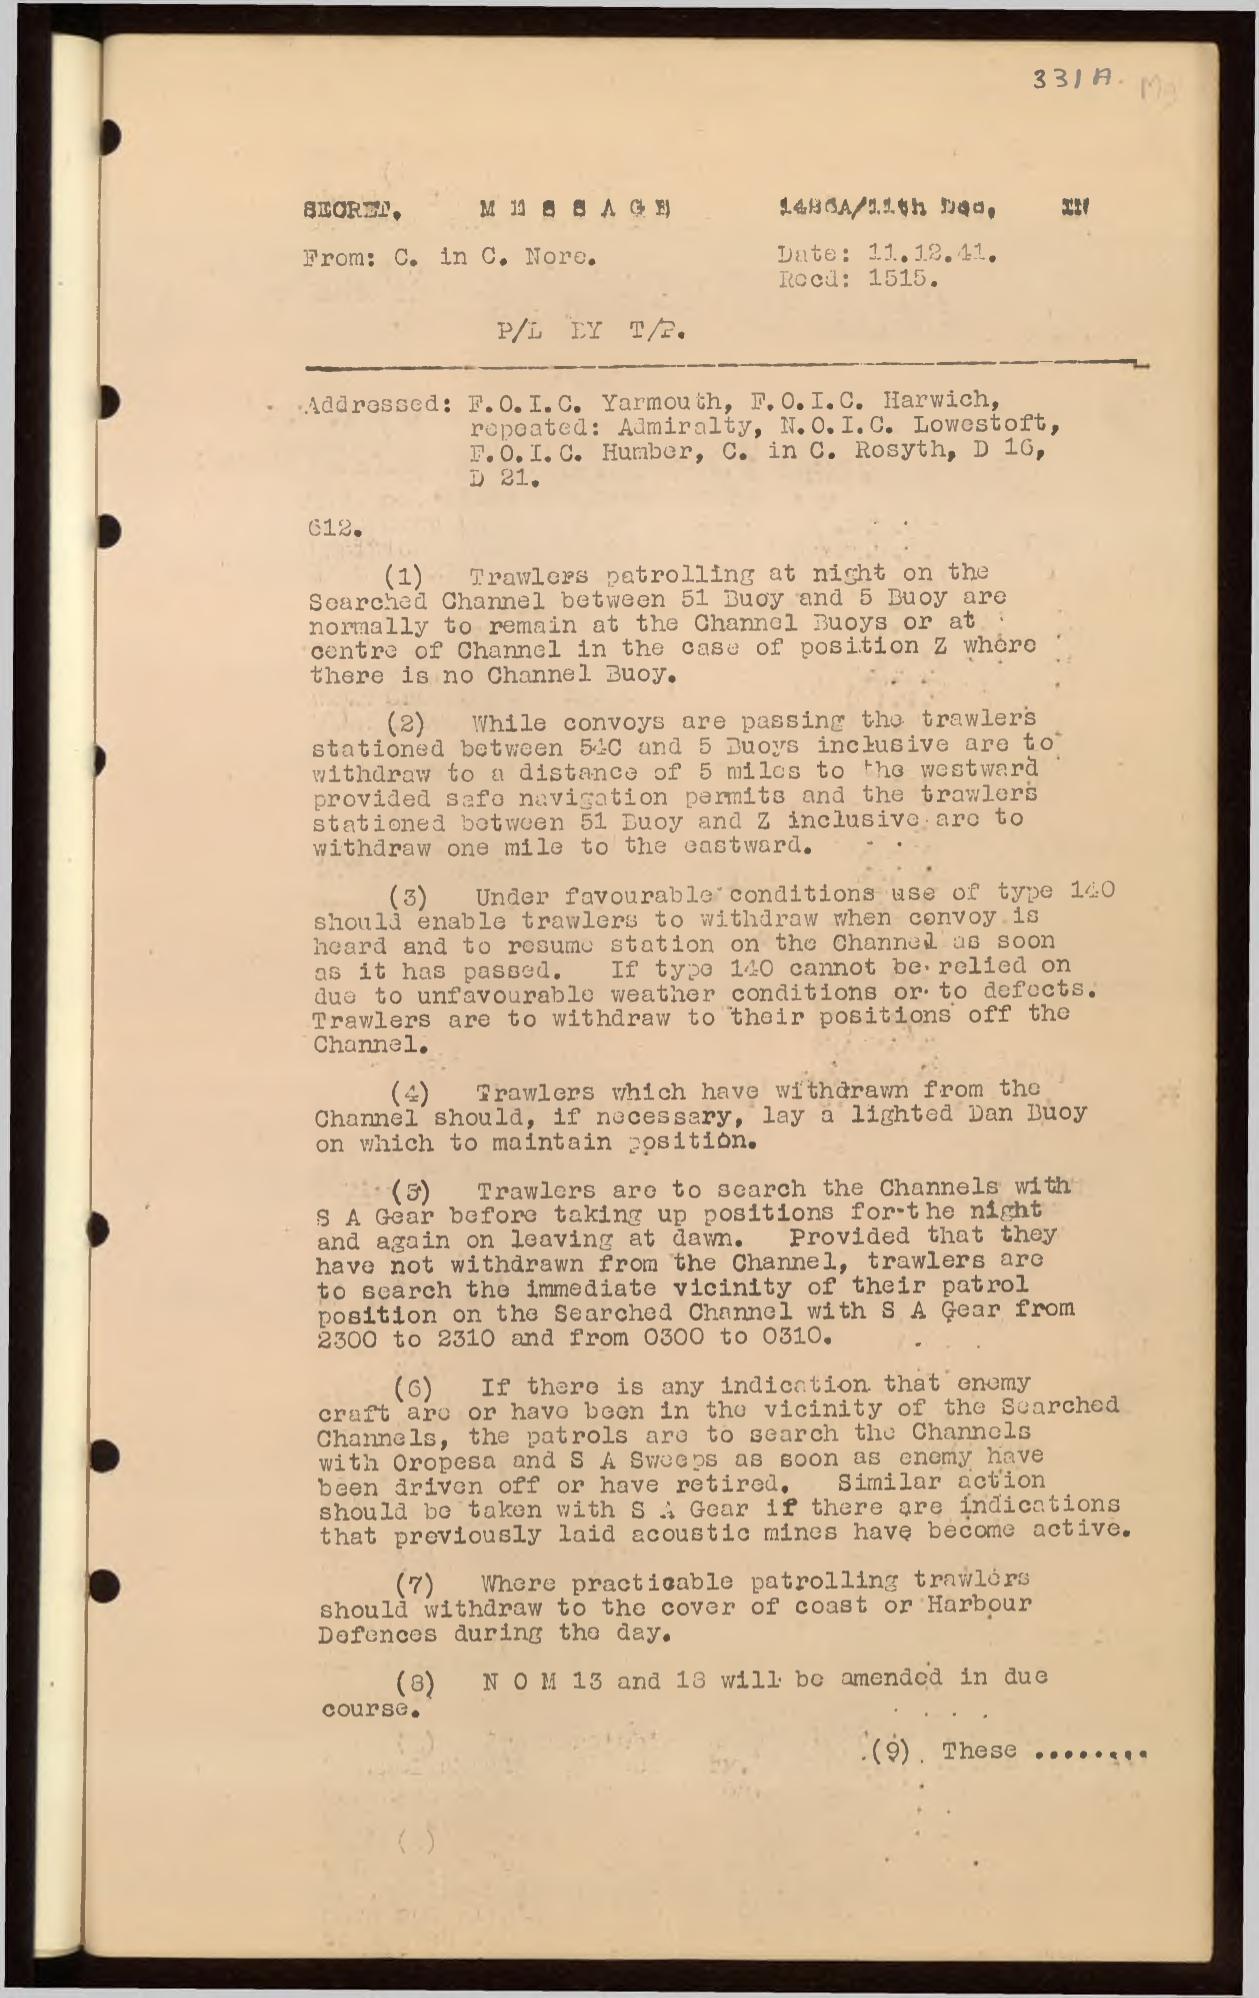 331A.
SECRET. M E S S A G E 1426A/11th Dec. IN
From: C. in C. Nore. Date: 11.12.41.
Recd: 1515.
P/L BY T/P.
Addressed: F.O.I.C. Yarmouth, F.O.I.C. Harwich,
repeated: Admiralty, N.O.I.C. Lowestoft,
F.O.I.C. Humber, C. in C. Rosyth, D 16,
D 21.
612.
(1) Trawlers patrolling at night on the
Searched Channel between 51 Buoy and 5 Buoy are
normally to remain at the Channel Buoys or at
centre of Channel in the case of position Z where
there is no Channel Buoy.
(2) While convoys are passing the trawlers
stationed between 54C and 5 Buoys inclusive are to
withdraw to a distance of 5 miles to the westward
provided safe navigation permits and the trawlers
stationed between 51 Buoy and Z inclusive are to
withdraw one mile to the eastward.
(3) Under favourable conditions use of type 140
should enable trawlers to withdraw when convoy is
heard and to resume station on the Channel as soon
as it has passed. If type 140 cannot be relied on
due to unfavourable weather conditions or to defects.
Trawlers are to withdraw to their positions off the
Channel.
(4) Trawlers which have withdrawn from the
Channel should, if necessary, lay a lighted Dan Buoy
on which to maintain position.
(5) Trawlers are to search the Channels with
S A Gear before taking up positions for the night
and again on leaving at dawn. Provided that they
have not withdrawn from the Channel, trawlers are
to search the immediate vicinity of their patrol
position on the Searched Channel with S A Gear from
2300 to 2310 and from 0300 to 0310.
(6) If there is any indication that enemy
craft are or have been in the vicinity of the Searched
Channels, the patrols are to search the Channels
with Oropesa and S A Sweeps as soon as enemy have
been driven off or have retired. Similar action
should be taken with S A Gear if there are indications
that previously laid acoustic mines have become active.
(7) Where practicable patrolling trawlers
should withdraw to the cover of coast or Harbour
Defences during the day.
(8) N O M 13 and 18 will be amended in due
course.
(9). These ........